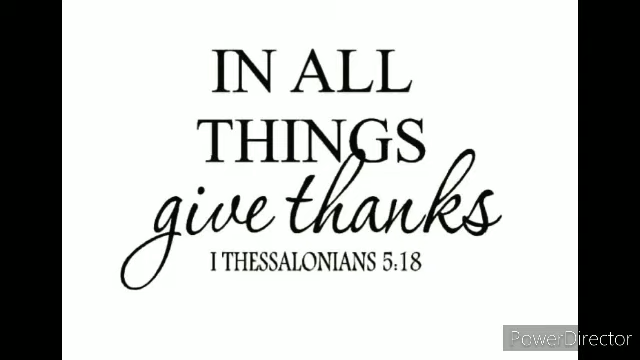 IN ALL
THINGS
give thanks
I THESSALONIANS 5:18
PowerDirector